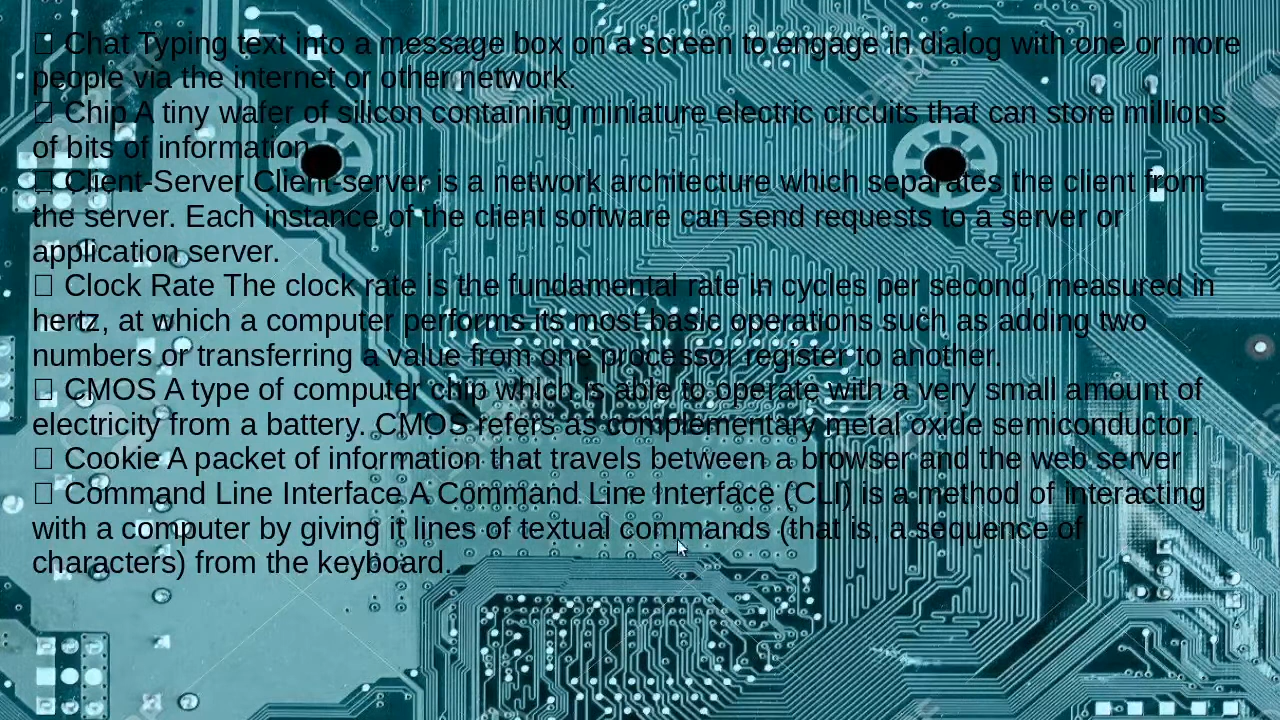 □ Chat Typing text into a message box on a screen to engage in dialog with one or more
people via the internet or other network.
□ Chip A tiny wafer of silicon containing miniature electric circuits that can store millions
of bits of information.
□ Client-Server Client-server is a network architecture which separates the client from
the server. Each instance of the client software can send requests to a server or
application server.
□ Clock Rate The clock rate is the fundamental rate in cycles per second, measured in
hertz, at which a computer performs its most basic operations such as adding two
numbers or transferring a value from one processor register to another.
□ CMOS A type of computer chip which is able to operate with a very small amount of
electricity from a battery. CMOS refers as complementary metal oxide semiconductor.
□ Cookie A packet of information that travels between a browser and the web server
□ Command Line Interface A Command Line Interface (CLI) is a method of interacting
with a computer by giving it lines of textual commands (that is, a sequence of
characters) from the keyboard.